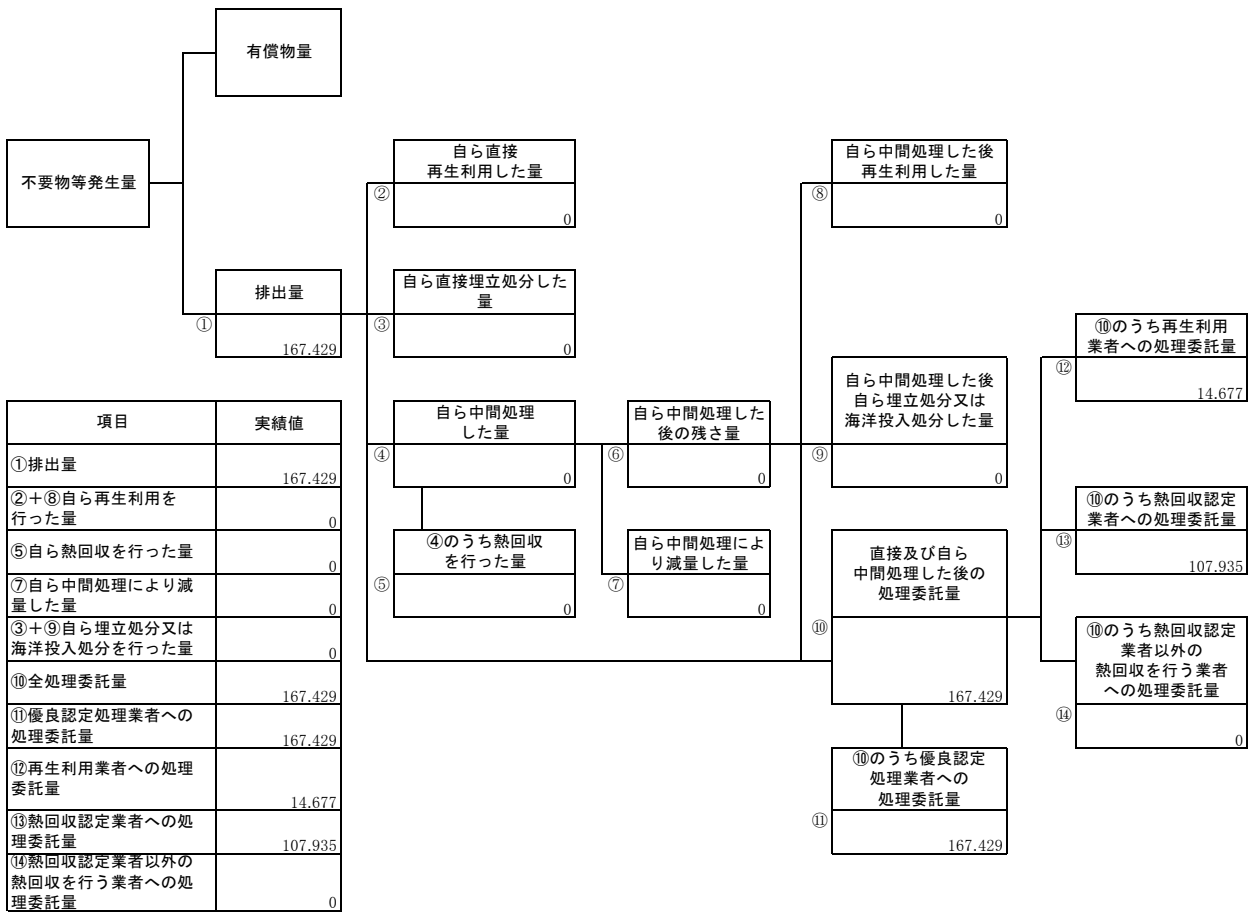 有償物量
不要物等発生量
自ら直接
再生利用した量
②
0
自ら中間処理した後
再生利用した量
⑧
0
排出量
①
167.429
自ら直接埋立処分した
量
③
0
⑩のうち再生利用
業者への処理委託量
⑫
14.677
自ら中間処理
した量
④
0
自ら中間処理した
後の残さ量
⑥
0
自ら中間処理した後
自ら埋立処分又は
海洋投入処分した量
⑨
0
⑩のうち熱回収認定
業者への処理委託量
⑬
107.935
④のうち熱回収
を行った量
⑤
0
自ら中間処理によ
り減量した量
⑦
0
直接及び自ら
中間処理した後の
処理委託量
⑩
167.429
⑩のうち熱回収認定
業者以外の
熱回収を行う業者
への処理委託量
⑭
0
⑩のうち優良認定
処理業者への
処理委託量
⑪
167.429
項目 実績値
①排出量
167.429
②+⑧自ら再生利用を
行った量
0
⑤自ら熱回収を行った量
0
⑦自ら中間処理により減
量した量
0
③+⑨自ら埋立処分又は
海洋投入処分を行った量
0
⑩全処理委託量
167.429
⑪優良認定処理業者への
処理委託量
167.429
⑫再生利用業者への処理
委託量
14.677
⑬熱回収認定業者への処
理委託量
107.935
⑭熱回収認定業者以外の
熱回収を行う業者への処
理委託量
0